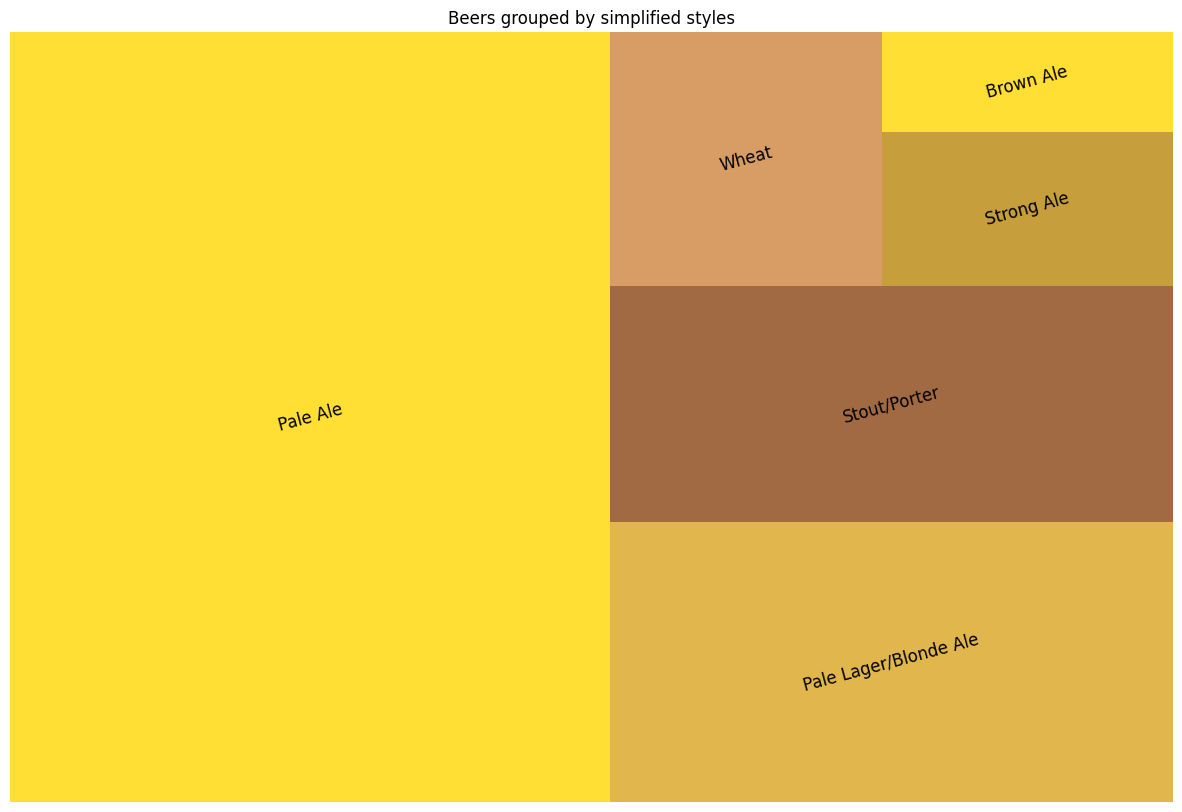 Beers grouped by simplified styles
Brown Ale
Wheat
Strong Ale
Stout/Porter
Pale Ale
Pale Lager/Blonde Ale